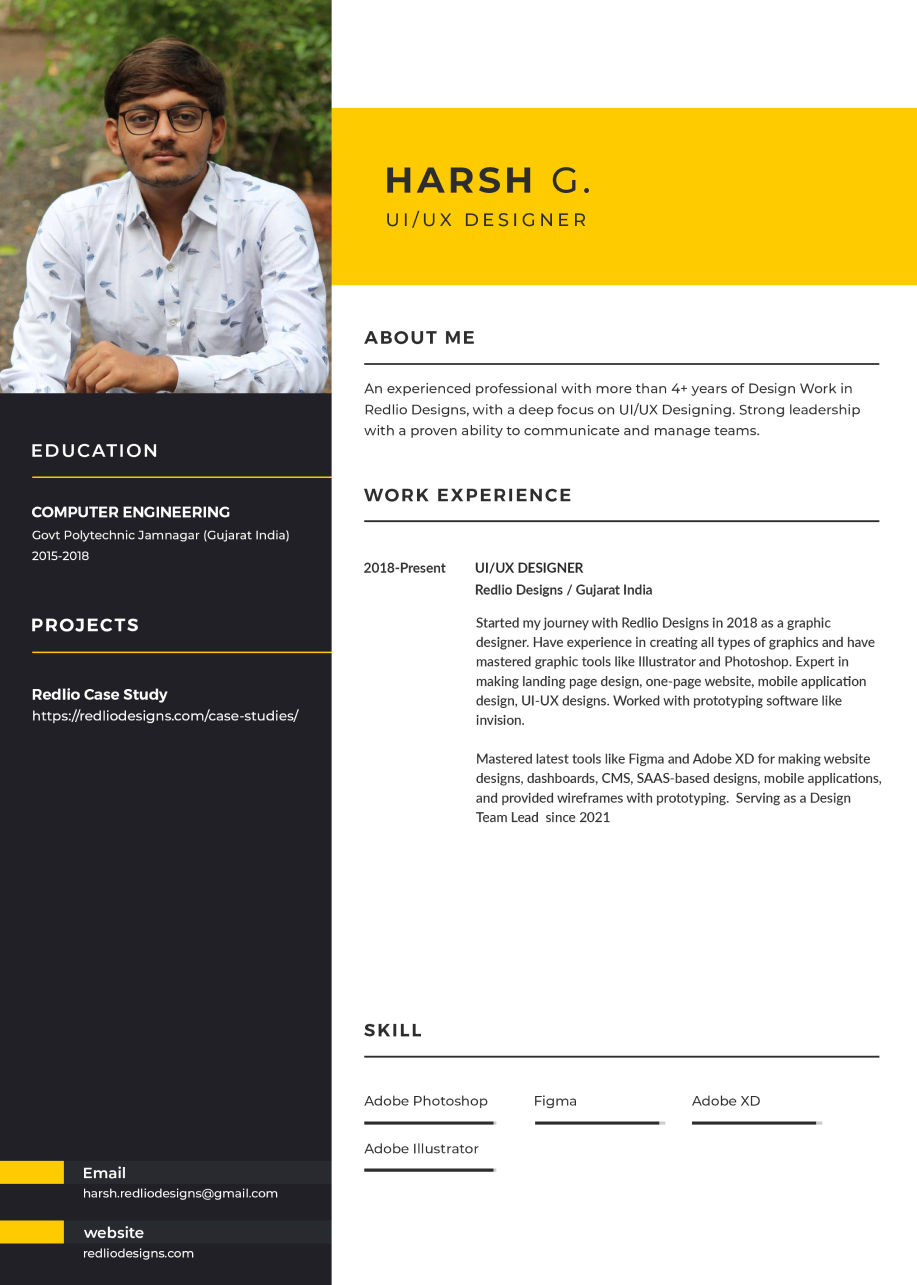 HARSH G.
UI/UX DESIGNER
EDUCATION
COMPUTER ENGINEERING
Govt Polytechnic Jamnagar (Gujarat India)
2015-2018
PROJECTS
Redlio Case Study
https://redliodesigns.com/case-studies/
Email
harsh.redliodesigns@gmail.com
website
redliodesigns.com
ABOUT ME
An experienced professional with more than 4+ years of Design Work in
Redlio Designs, with a deep focus on UI/UX Designing. Strong leadership
with a proven ability to communicate and manage teams.
WORK EXPERIENCE
2018-Present UI/UX DESIGNER
Redlio Designs / Gujarat India
Started my journey with Redlio Designs in 2018 as a graphic
designer. Have experience in creating all types of graphics and have
mastered graphic tools like Illustrator and Photoshop. Expert in
making landing page design, one-page website, mobile application
design, UI-UX designs. Worked with prototyping software like
invision.
Mastered latest tools like Figma and Adobe XD for making website
designs, dashboards, CMS, SAAS-based designs, mobile applications,
and provided wireframes with prototyping.  Serving as a Design
Team Lead  since 2021
SKILL
Adobe Photoshop Figma Adobe XD
Adobe Illustrator